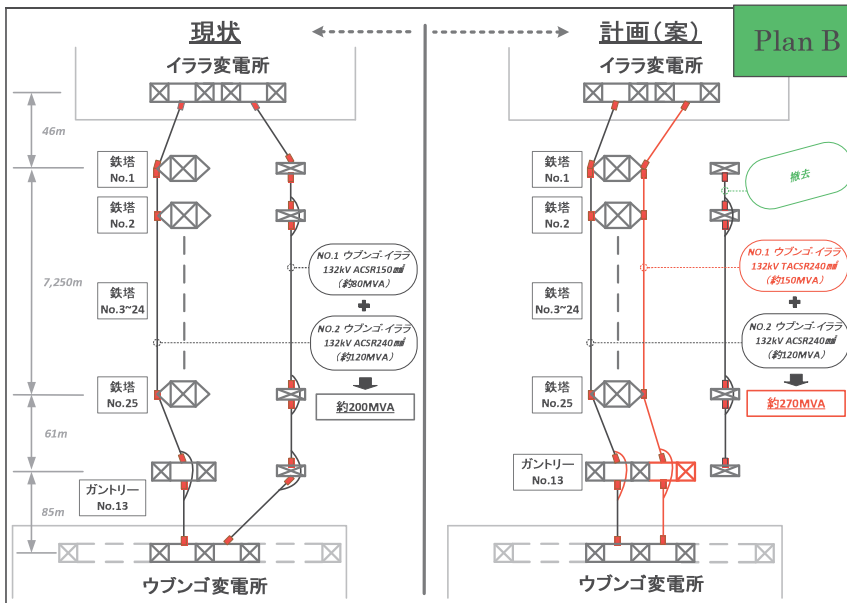 現状
計画(案)
Plan B
イララ変電所
イララ変電所
46m
7,250m
61m
85m
鉄塔
No.1
鉄塔
No.2
鉄塔
No.3~24
鉄塔
No.25
ガントリー
No.13
NO.1 ウブンゴ-イララ
132kV ACSR150㎟
(約80MVA)
+
NO.2 ウブンゴ-イララ
132kV ACSR240㎟
(約120MVA)
約200MVA
ウブンゴ変電所
鉄塔
No.1
鉄塔
No.2
鉄塔
No.3~24
鉄塔
No.25
ガントリー
No.13
撤去
NO.1 ウブンゴ-イララ
132kV TACSR240㎟
(約150MVA)
+
NO.2 ウブンゴ-イララ
132kV ACSR240㎟
(約120MVA)
約270MVA
ウブンゴ変電所